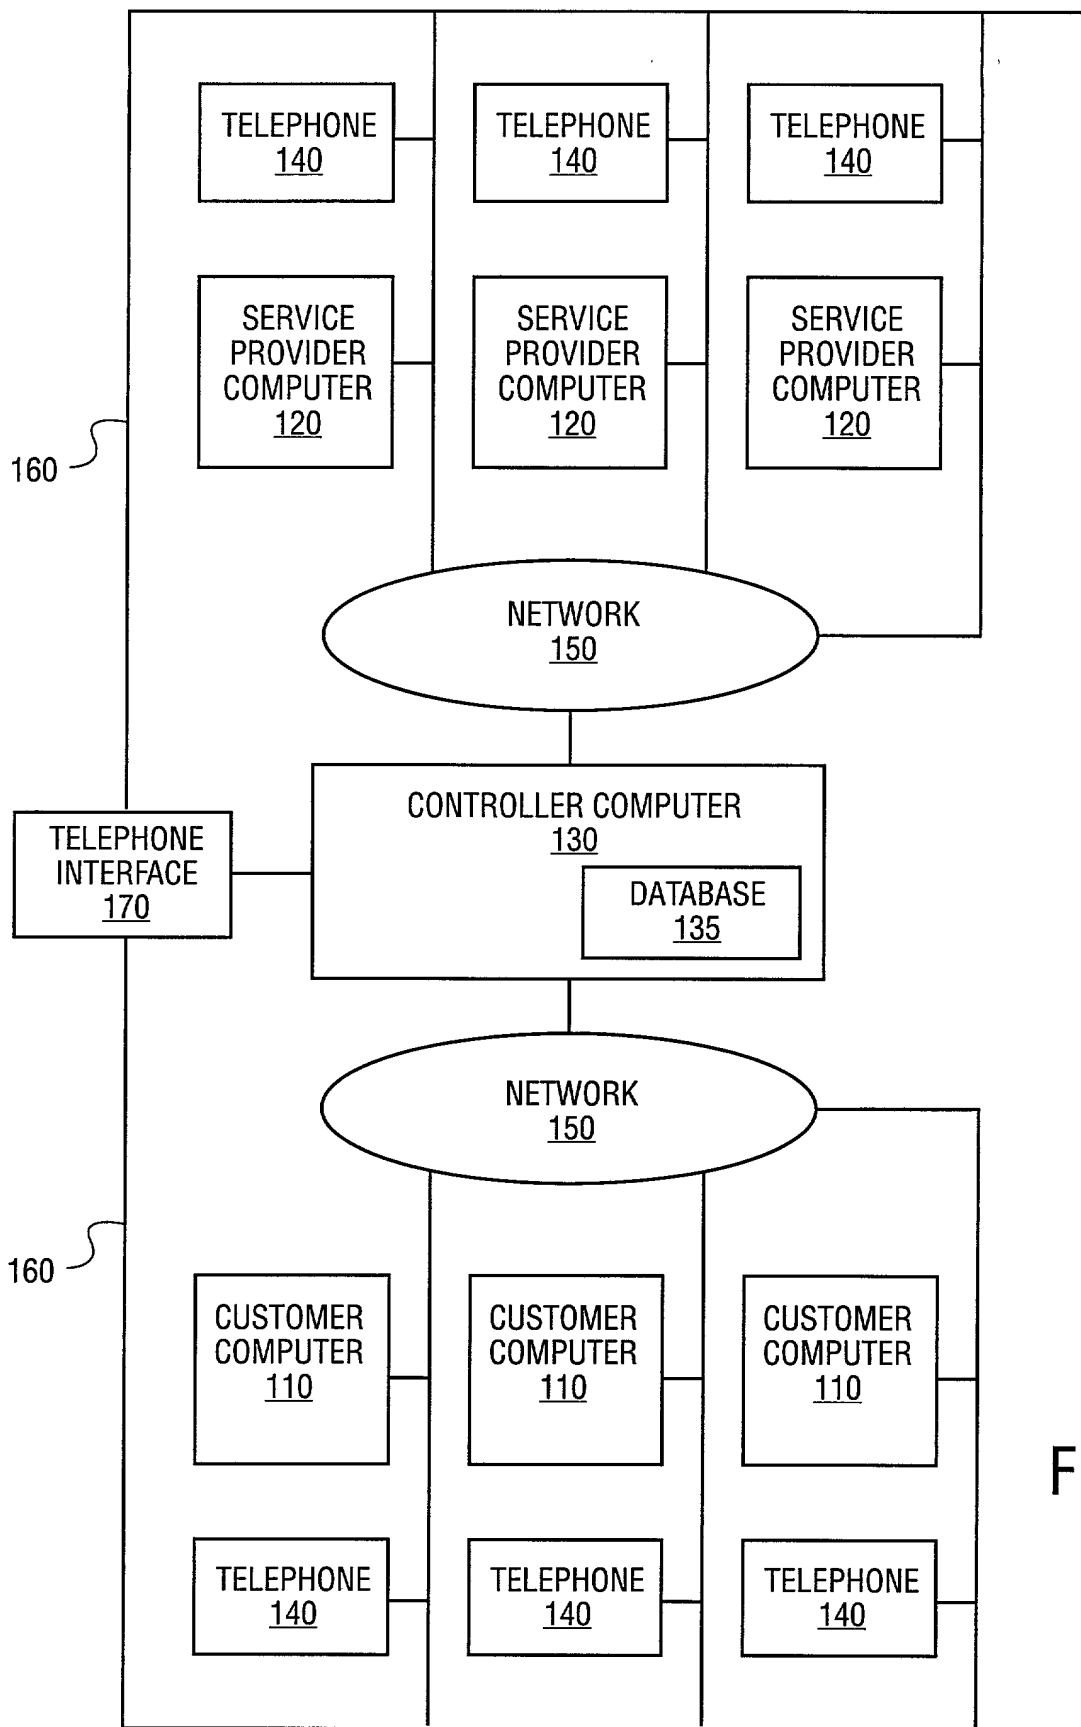 TELEPHONE
140
TELEPHONE
140
TELEPHONE
140
SERVICE
PROVIDER
COMPUTER
120
SERVICE
PROVIDER
COMPUTER
120
SERVICE
PROVIDER
COMPUTER
120
160
NETWORK
150
CONTROLLER COMPUTER
130
DATABASE
135
TELEPHONE
INTERFACE
170
NETWORK
150
160
CUSTOMER
COMPUTER
110
CUSTOMER
COMPUTER
110
CUSTOMER
COMPUTER
110
F
TELEPHONE
140
TELEPHONE
140
TELEPHONE
140